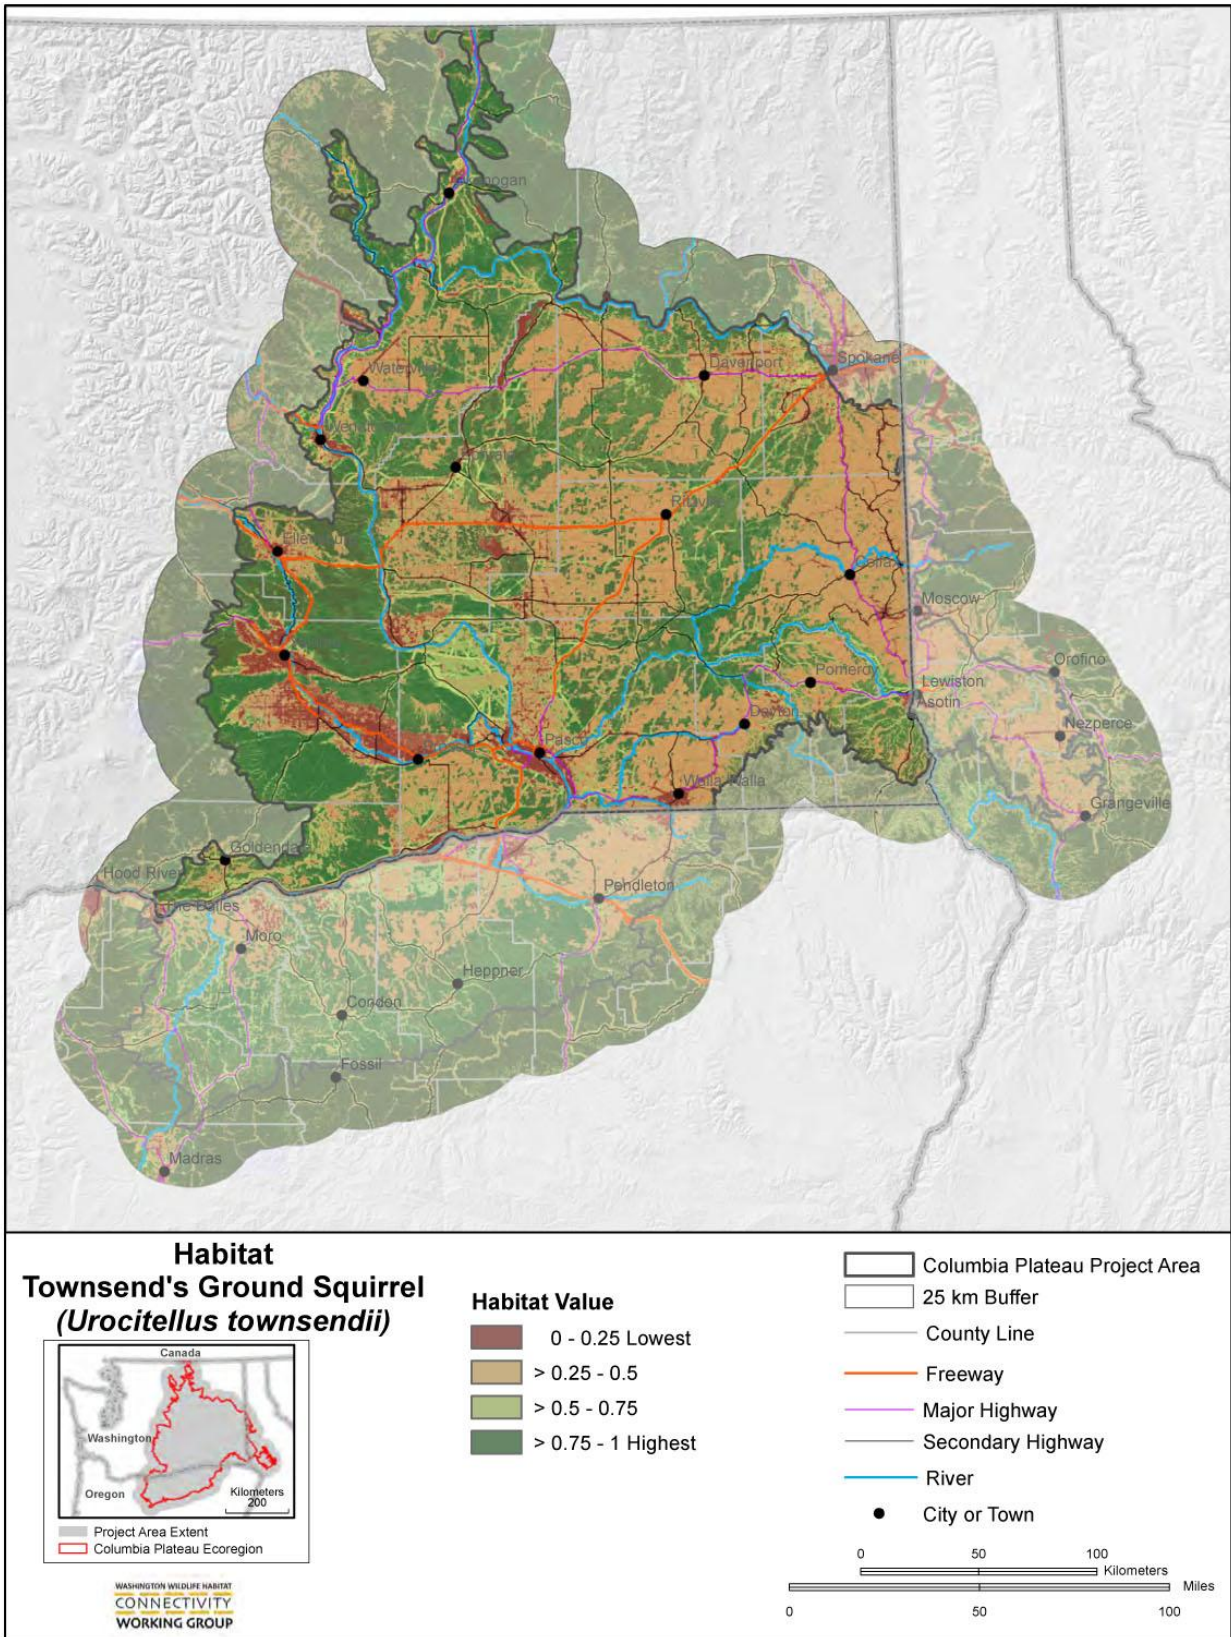 Okanogan
Spokane
Davenport
Waterville
Wenatchee
Ephrata
Ritzville
Ellensburg
Colfax
Moscow
Orofino
Pomeroy
Lewiston
Asotin
Nezperce
Dayton
Pasco
Walla Walla
Grangeville
Goldendale
Hood River
Pendleton
The Dalles
Moro
Heppner
Condon
Fossil
Madras
Habitat
Townsend's Ground Squirrel
(Urocitellus townsendii)
Canada
Washington
Oregon
Kilometers
200
Project Area Extent
Columbia Plateau Ecoregion
WASHINGTON WILDLIFE HABITAT
CONNECTIVITY
WORKING GROUP
Habitat Value
0 - 0.25 Lowest
> 0.25 - 0.5
> 0.5 - 0.75
> 0.75 - 1 Highest
Columbia Plateau Project Area
25 km Buffer
County Line
Freeway
Major Highway
Secondary Highway
River
City or Town
0 50 100
Kilometers
Miles
0 50 100